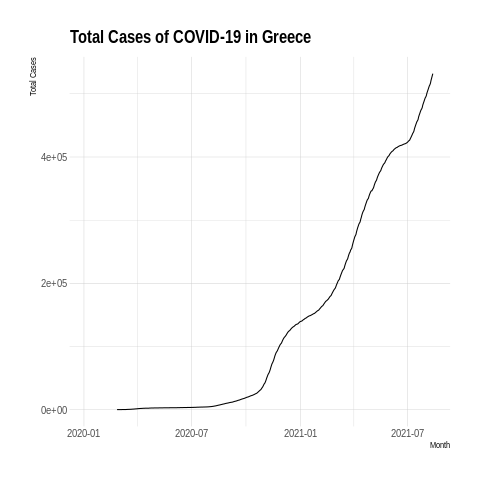 Total Cases of COVID-19 in Greece
Total Cases
4e+05
2e+05
0e+00
2020-01 2020-07 2021-01 2021-07
Month